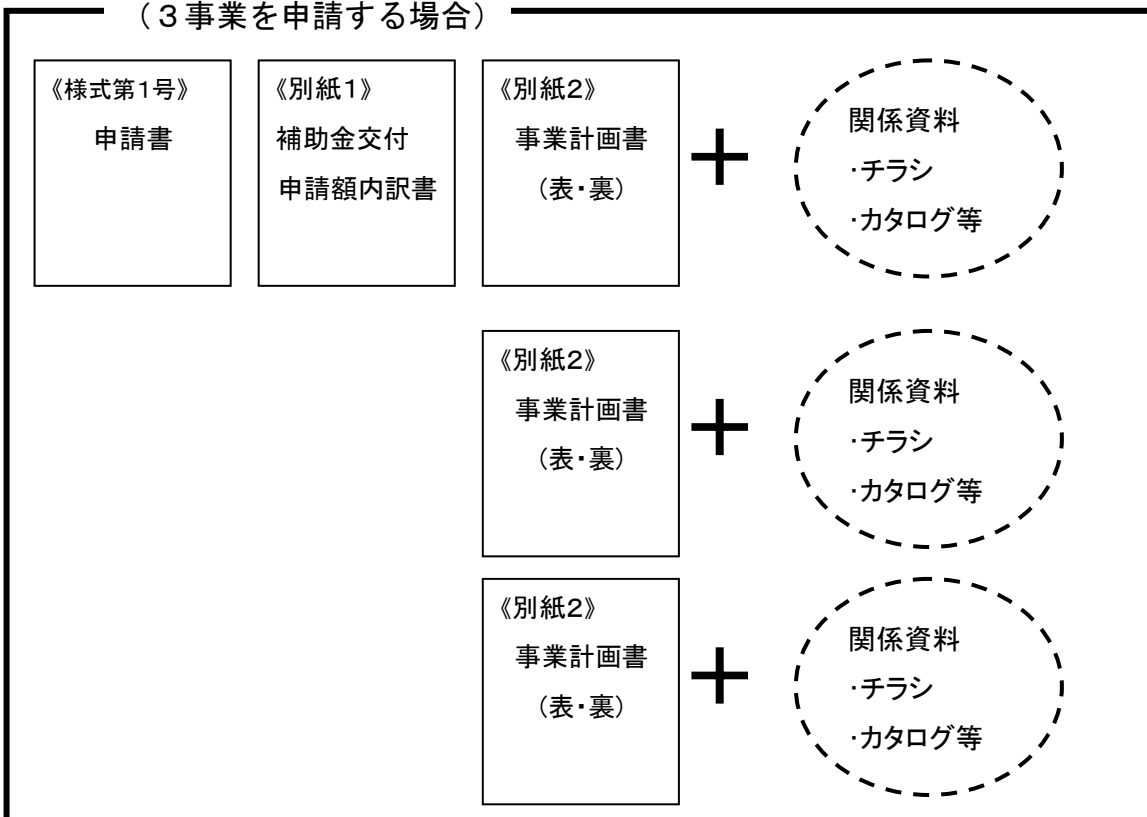 （３事業を申請する場合）
《様式第1号》
申請書
《別紙1》
補助金交付
申請額内訳書
《別紙2》
事業計画書
（表・裏）
＋
関係資料
・チラシ
・カタログ等
《別紙2》
事業計画書
（表・裏）
＋
関係資料
・チラシ
・カタログ等
《別紙2》
事業計画書
（表・裏）
＋
関係資料
・チラシ
・カタログ等